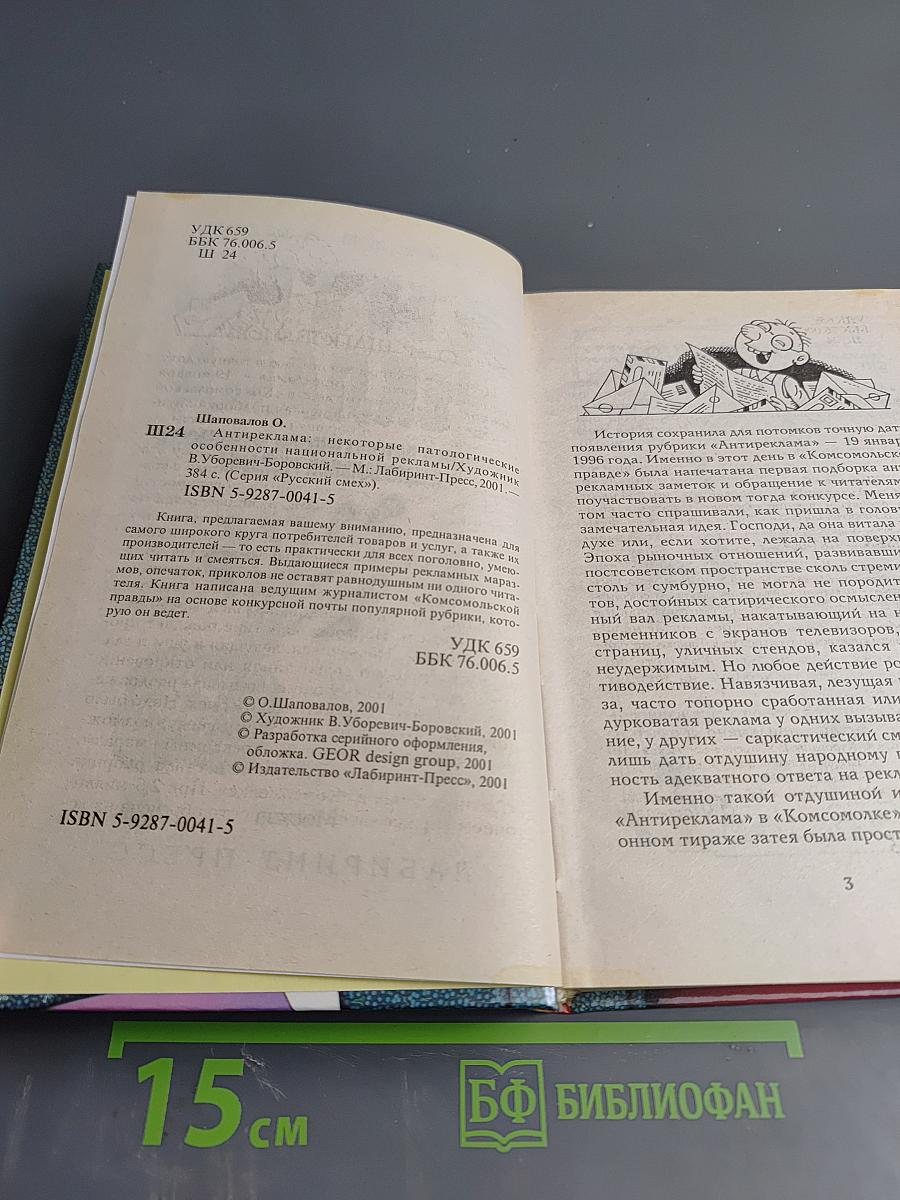 УДК 659
ББК 76.006.5
Ш 24
Шаповалов О.
Ш24 Антиреклама: некоторые патологические
особенности национальной рекламы/Художник
В.Уборевич-Боровский. — М.: Лабиринт-Пресс, 2001. —
384 с. (Серия «Русский смех»).
ISBN 5-9287-0041-5
Книга, предлагаемая вашему вниманию, предназначена для
самого широкого круга потребителей товаров и услуг, а также их
производителей — то есть практически для всех поголовно, умею-
щих читать и смеяться. Выдающиеся примеры рекламных мараз-
мов, опечаток, приколов не оставят равнодушным ни одного чита-
теля. Книга написана ведущим журналистом «Комсомольской
правды» на основе конкурсной почты популярной рубрики, кото-
рую он ведет.
УДК 659
ББК 76.006.5
© О.Шаповалов, 2001
© Художник В.Уборевич-Боровский, 2001
© Разработка серийного оформления,
обложка. GEOR design group, 2001
© Издательство «Лабиринт-Пресс», 2001
ISBN 5-9287-0041-5
История сохранила для потомков точную дат
появления рубрики «Антиреклама» — 19 январ
1996 года. Именно в этот день в «Комсомольско
правде» была напечатана первая подборка ант
рекламных заметок и обращение к читателям
поучаствовать в новом тогда конкурсе. Меня
том часто спрашивали, как пришла в голов
замечательная идея. Господи, да она витала
духе или, если хотите, лежала на поверхн
Эпоха рыночных отношений, развивавши
постсоветском пространстве сколь стреми
столь и сумбурно, не могла не породит
тов, достойных сатирического осмыслен
ный вал рекламы, накатывающий на н
временников с экранов телевизоров,
страниц, уличных стендов, казался
неудержимым. Но любое действие ро
тиводействие. Навязчивая, лезущая
за, часто топорно сработанная или
дурковатая реклама у одних вызыва
ние, у других — саркастический см
лишь дать отдушину народному г
ность адекватного ответа на рекл
Именно такой отдушиной и
«Антиреклама» в «Комсомолке»
онном тираже затея была прост
3
15 см
БФ БИБЛИОФАН